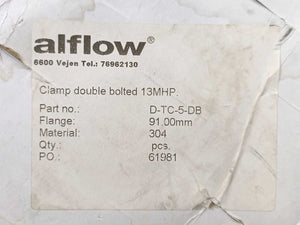 alflow®
6600 Vejen Tel.: 76962130
Clamp double bolted 13MHP.
Part no.: D-TC-5-DB
Flange: 91,00mm
Material: 304
Qty.: pcs.
PO : 61981